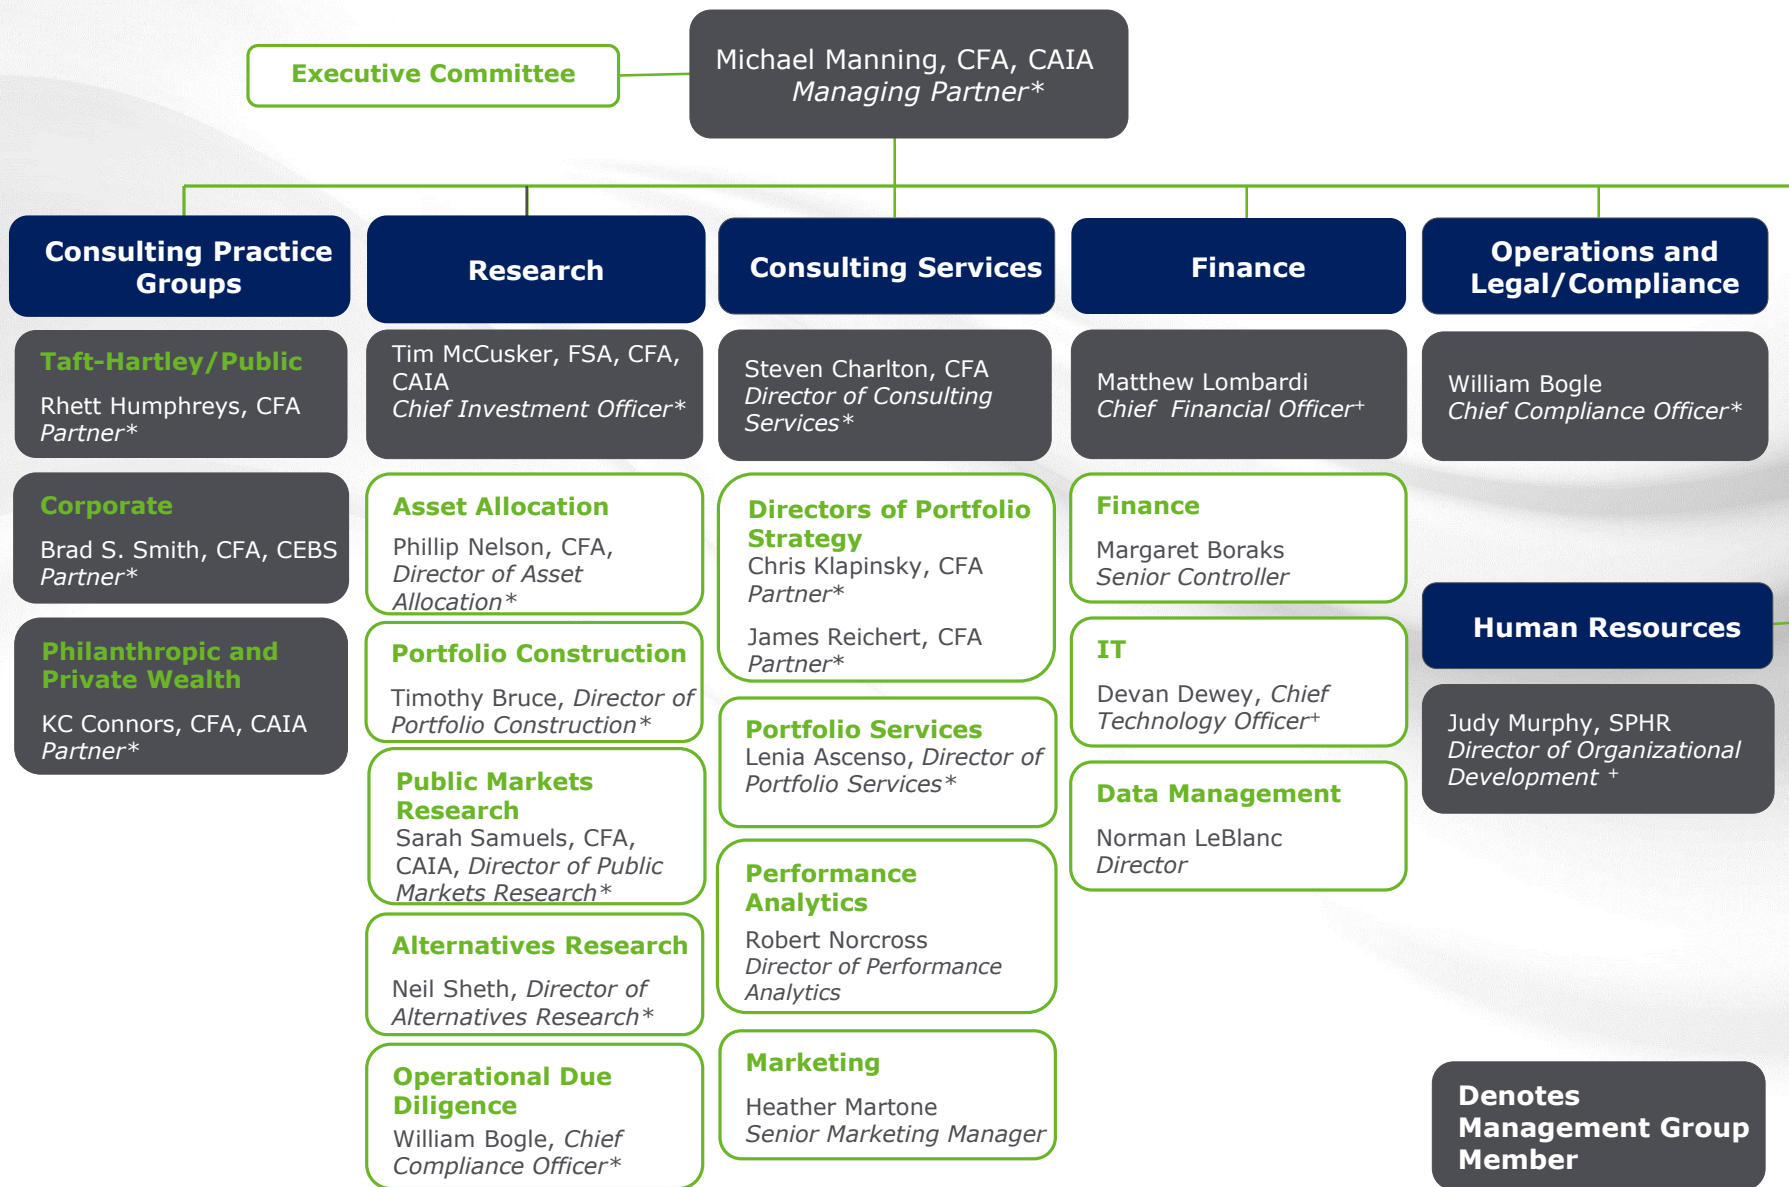 Executive Committee
Michael Manning, CFA, CAIA
Managing Partner*
Consulting Practice
Groups
Taft-Hartley/Public
Rhett Humphreys, CFA
Partner*
Corporate
Brad S. Smith, CFA, CEBS
Partner*
Philanthropic and
Private Wealth
KC Connors, CFA, CAIA
Partner*
Research
Tim McCusker, FSA, CFA,
CAIA
Chief Investment Officer*
Asset Allocation
Phillip Nelson, CFA,
Director of Asset
Allocation*
Portfolio Construction
Timothy Bruce, Director of
Portfolio Construction*
Public Markets
Research
Sarah Samuels, CFA,
CAIA, Director of Public
Markets Research*
Alternatives Research
Neil Sheth, Director of
Alternatives Research*
Operational Due
Diligence
William Bogle, Chief
Compliance Officer*
Consulting Services
Steven Charlton, CFA
Director of Consulting
Services*
Directors of Portfolio
Strategy
Chris Klapinsky, CFA
Partner*
James Reichert, CFA
Partner*
Portfolio Services
Lenia Ascenso, Director of
Portfolio Services*
Performance
Analytics
Robert Norcross
Director of Performance
Analytics
Marketing
Heather Martone
Senior Marketing Manager
Finance
Matthew Lombardi
Chief  Financial Officer+
Finance
Margaret Boraks
Senior Controller
IT
Devan Dewey, Chief
Technology Officer+
Data Management
Norman LeBlanc
Director
Operations and
Legal/Compliance
William Bogle
Chief Compliance Officer*
Human Resources
Judy Murphy, SPHR
Director of Organizational
Development +
Denotes
Management Group
Member